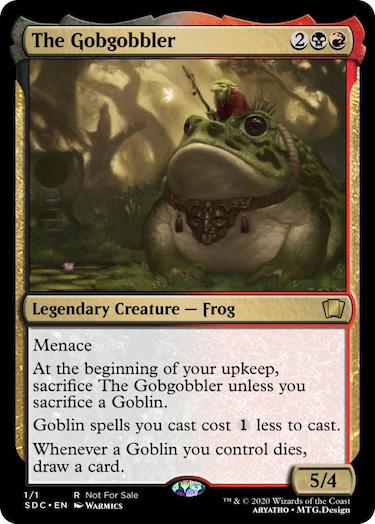 The Gobgobbler 2
Legendary Creature — Frog
Menace
At the beginning of your upkeep,
sacrifice The Gobgobbler unless you
sacrifice a Goblin.
Goblin spells you cast cost 1 less to cast.
Whenever a Goblin you control dies,
draw a card.
5/4
1/1 R Not For Sale
SDC • EN WARMICS
™ & © 2020 Wizards of the Coast
ARYATHO • MTG.DESIGN